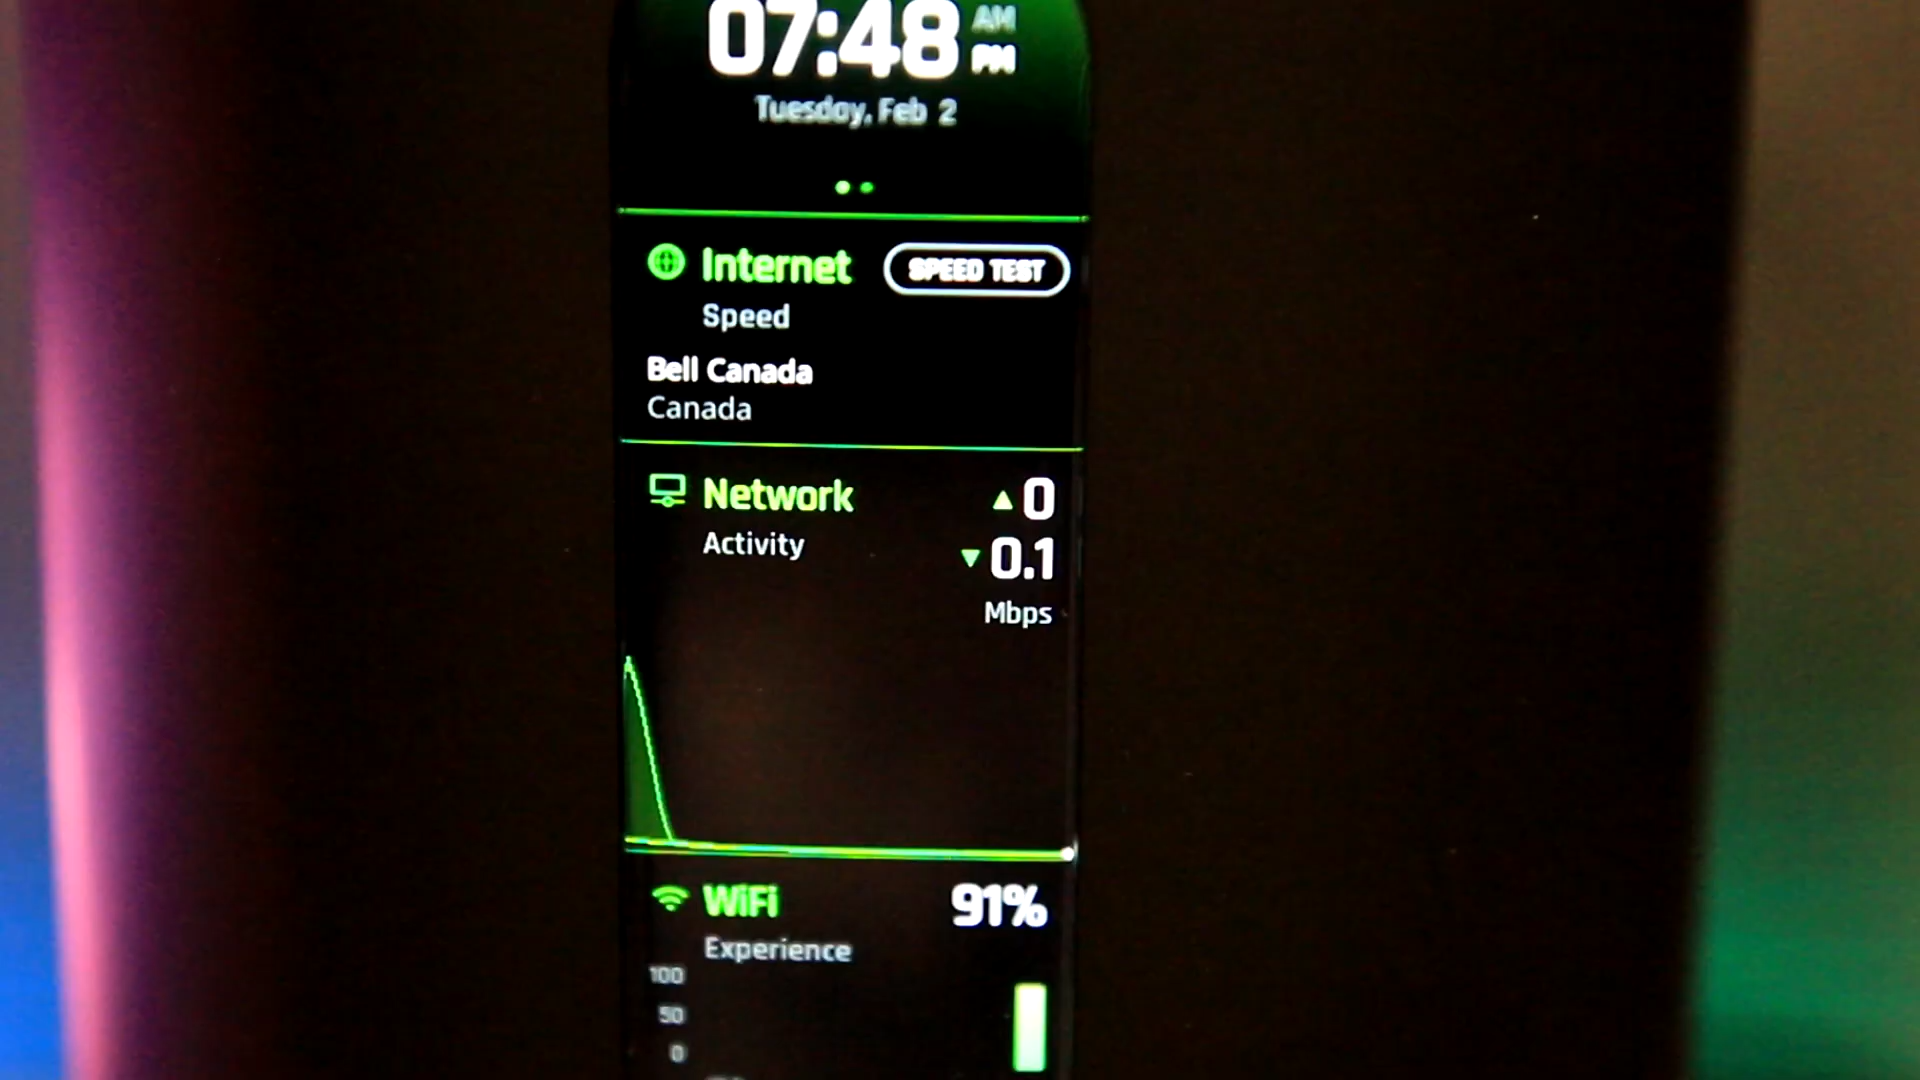 07:48 AM
PM
Tuesday, Feb 2
Internet SPEED TEST
Speed
Bell Canada
Canada
Network 0
Activity 0.1
Mbps
WiFi 91%
Experience
100
50
0